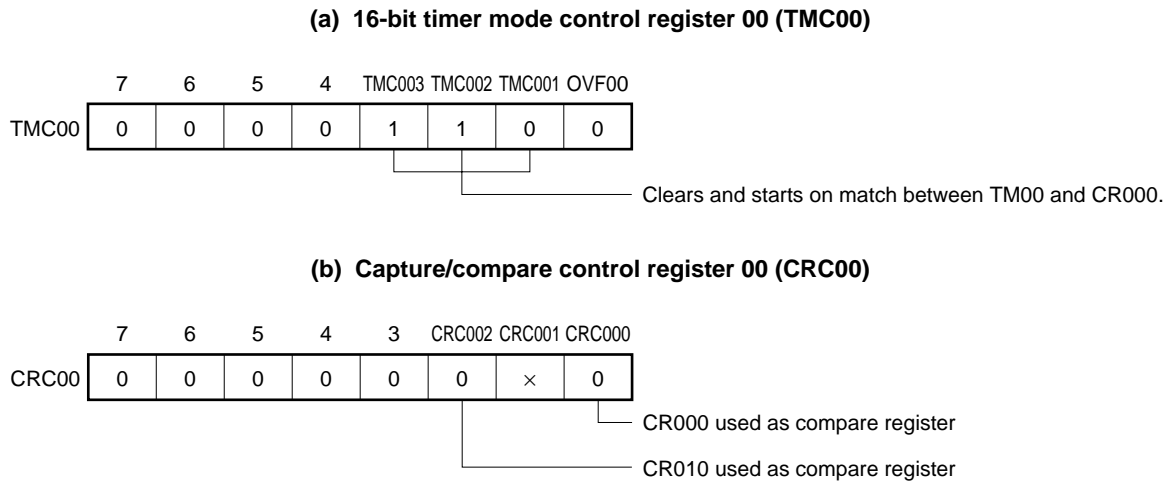 (a) 16-bit timer mode control register 00 (TMC00)
7 6 5 4 TMC003 TMC002 TMC001 OVF00
TMC00 0 0 0 0 1 1 0 0
Clears and starts on match between TM00 and CR000.
(b) Capture/compare control register 00 (CRC00)
7 6 5 4 3 CRC002 CRC001 CRC000
CRC00 0 0 0 0 0 0 × 0
CR000 used as compare register
CR010 used as compare register